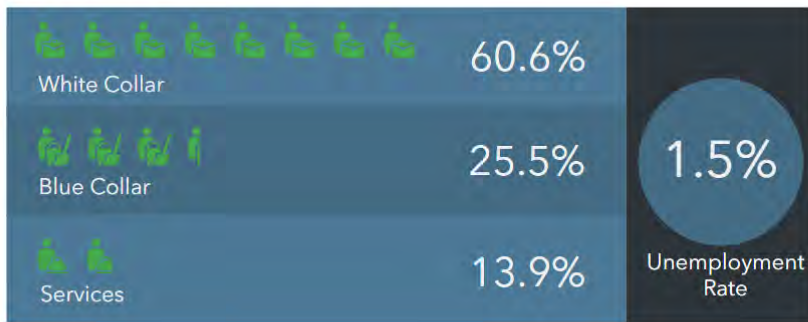 60.6%
White Collar
25.5%
Blue Collar
13.9%
Services
1.5%
Unemployment
Rate